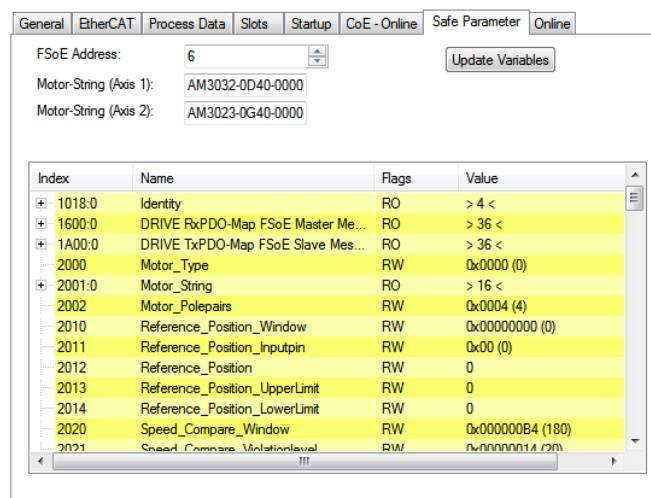 General EtherCAT Process Data Slots Startup CoE - Online Safe Parameter Online
FSoE Address: 6 Update Variables
Motor-String (Axis 1): AM3032-0D40-0000
Motor-String (Axis 2): AM3023-0G40-0000
Index Name Flags Value
1018:0 Identity RO > 4 <
1600:0 DRIVE RxPDO-Map FSoE Master Me... RO > 36 <
1A00:0 DRIVE TxPDO-Map FSoE Slave Mes... RO > 36 <
2000 Motor_Type RW 0x0000 (0)
2001:0 Motor_String RO > 16 <
2002 Motor_Polepairs RW 0x0004 (4)
2010 Reference_Position_Window RW 0x00000000 (0)
2011 Reference_Position_Inputpin RW 0x00 (0)
2012 Reference_Position RW 0
2013 Reference_Position_UpperLimit RW 0
2014 Reference_Position_LowerLimit RW 0
2020 Speed_Compare_Window RW 0x000000B4 (180)
2021 Speed_Compare_Violationlevel RW 0x00000014 (20)